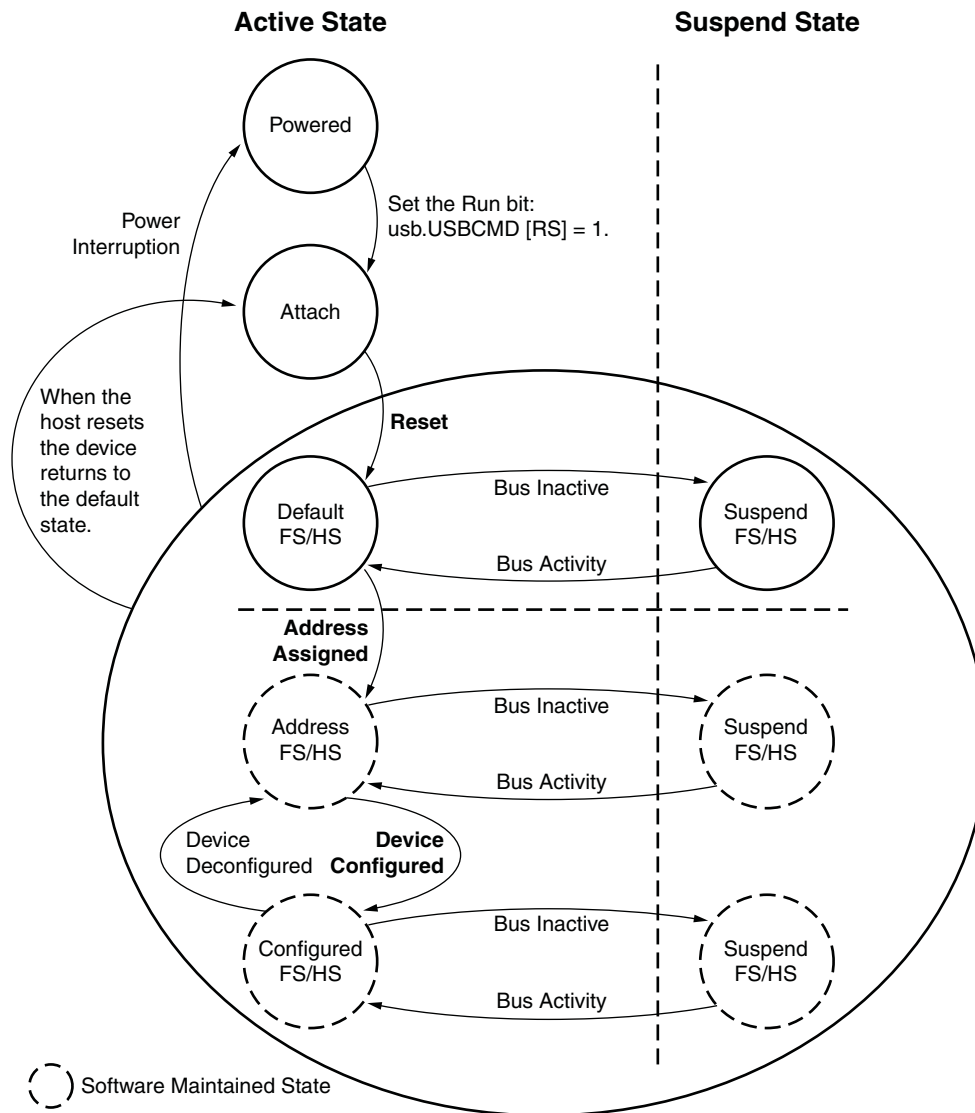 Active State
Suspend State
Powered
Set the Run bit:
usb.USBCMD [RS] = 1.
Power
Interruption
Attach
When the
host resets
the device
returns to
the default
state.
Reset
Default
FS/HS
Bus Inactive
Bus Activity
Suspend
FS/HS
Address
Assigned
Address
FS/HS
Bus Inactive
Bus Activity
Suspend
FS/HS
Device
Deconfigured
Device
Configured
Configured
FS/HS
Bus Inactive
Bus Activity
Suspend
FS/HS
Software Maintained State